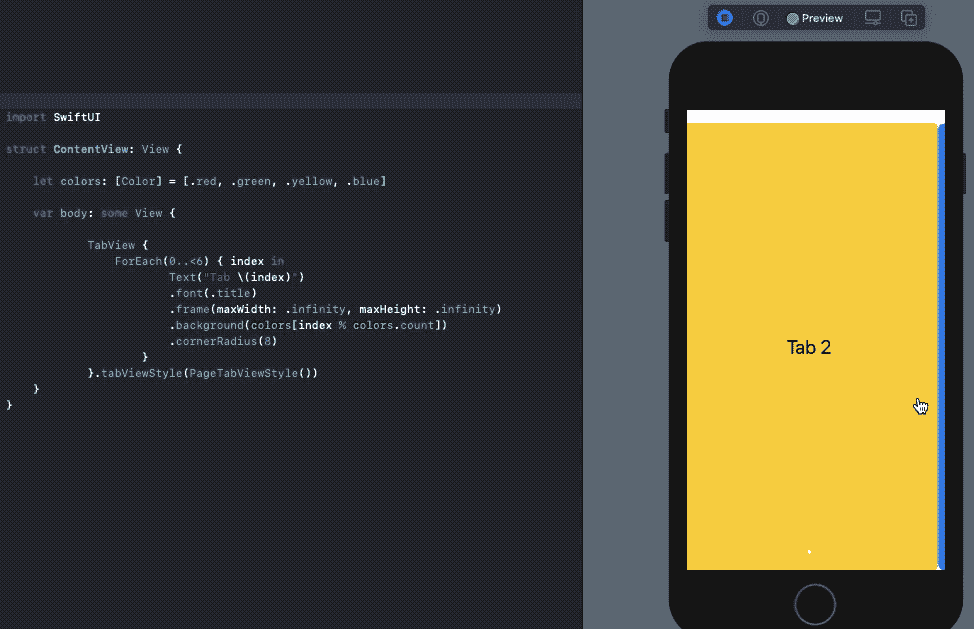 Preview
import SwiftUI
struct ContentView: View {
let colors: [Color] = [.red, .green, .yellow, .blue]
var body: some View {
TabView {
ForEach(0..<6) { index in
Text("Tab \(index)")
.font(.title)
.frame(maxWidth: .infinity, maxHeight: .infinity)
.background(colors[index % colors.count])
.cornerRadius(8)
}
}.tabViewStyle(PageTabViewStyle())
}
}
Tab 2